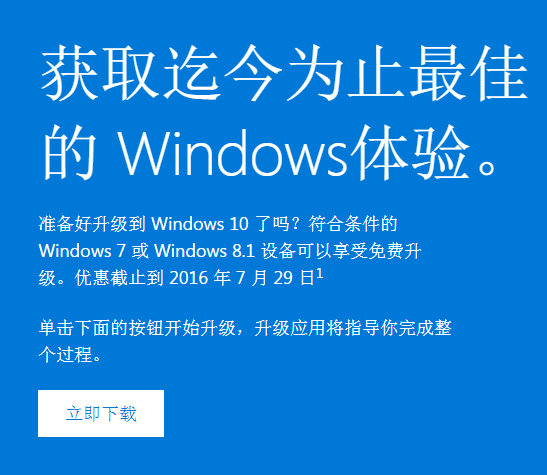 获取迄今为止最佳
的 Windows体验。
准备好升级到 Windows 10 了吗？符合条件的
Windows 7 或 Windows 8.1 设备可以享受免费升
级。优惠截止到 2016 年 7 月 29 日1
单击下面的按钮开始升级，升级应用将指导你完成整
个过程。
立即下载